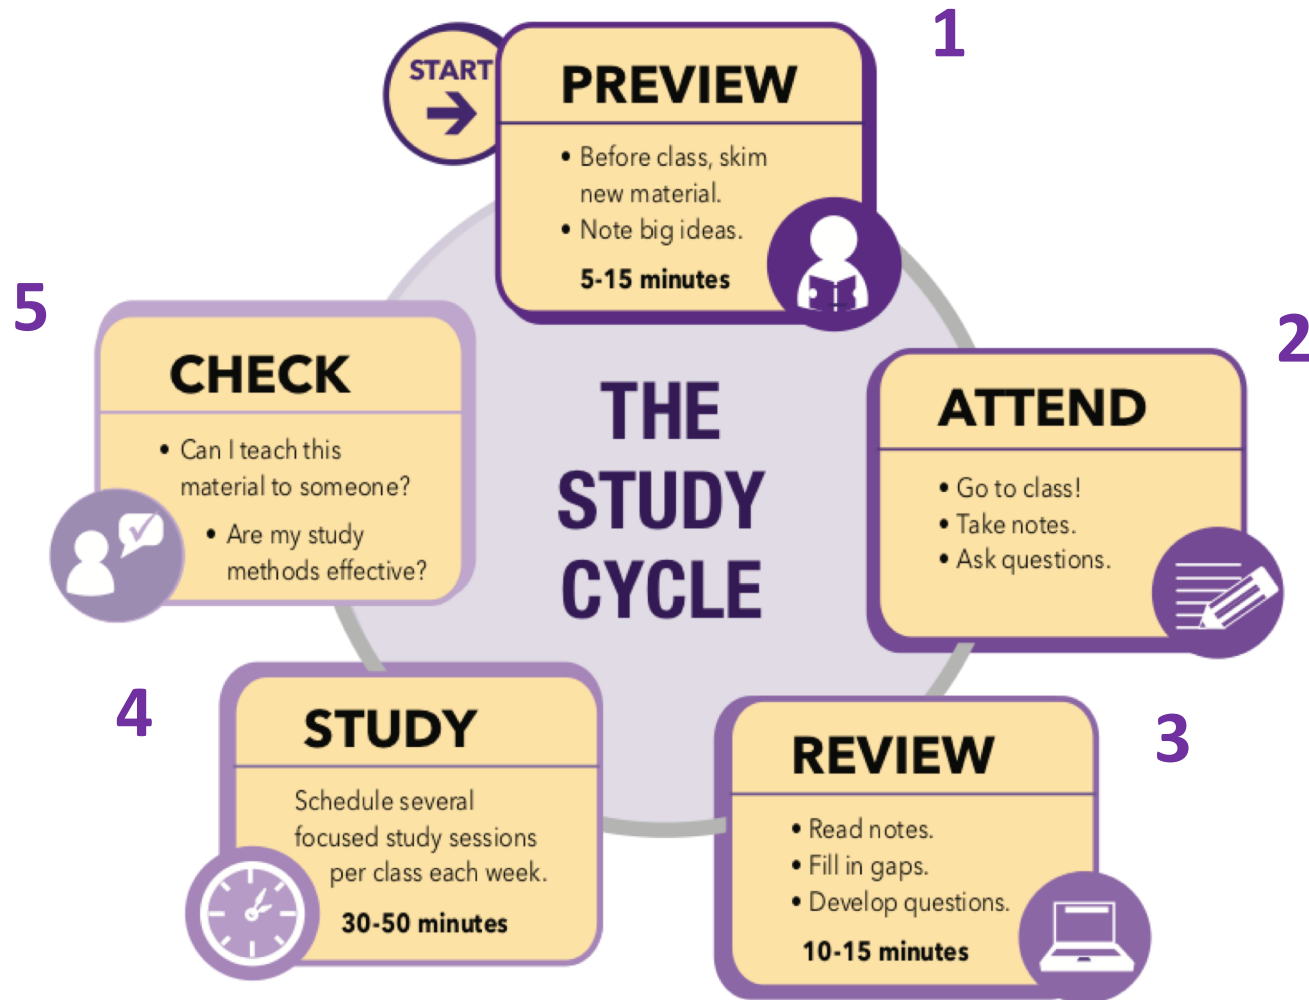 START
PREVIEW
• Before class, skim
new material.
• Note big ideas.
5-15 minutes
1
THE
STUDY
CYCLE
2
ATTEND
• Go to class!
• Take notes.
• Ask questions.
3
REVIEW
• Read notes.
• Fill in gaps.
• Develop questions.
10-15 minutes
4
STUDY
Schedule several
focused study sessions
per class each week.
30-50 minutes
5
CHECK
• Can I teach this
material to someone?
• Are my study
methods effective?